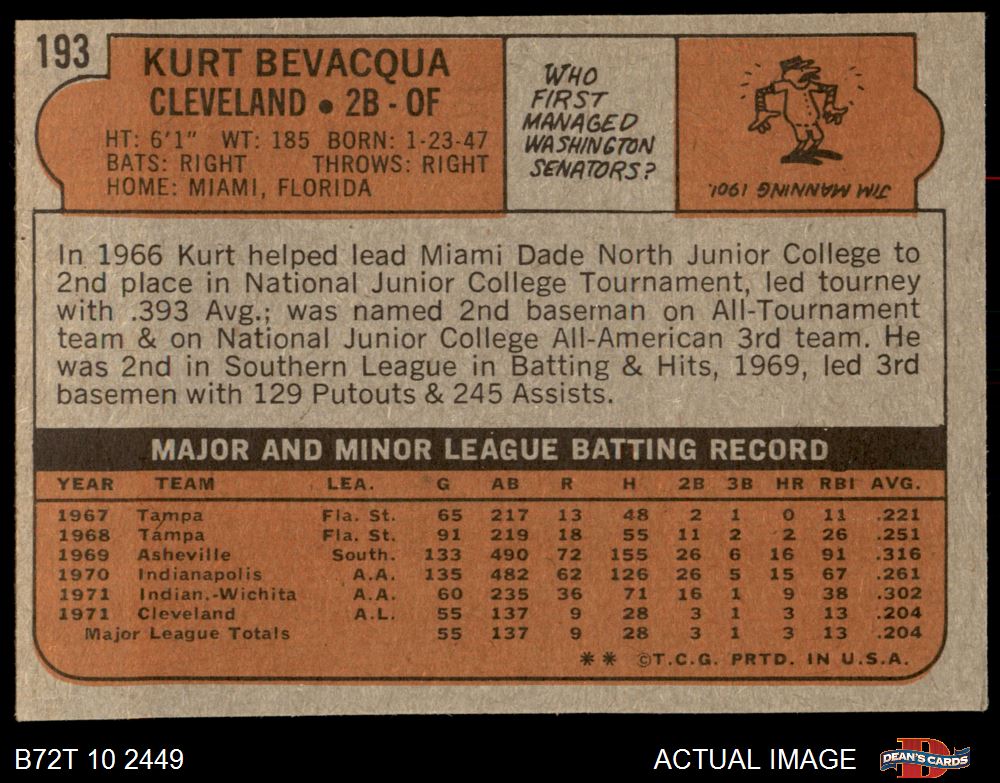 193
KURT BEVACQUA
CLEVELAND • 2B - OF
HT: 6'1" WT: 185 BORN: 1-23-47
BATS: RIGHT THROWS: RIGHT
HOME: MIAMI, FLORIDA
WHO
FIRST
MANAGED
WASHINGTON
SENATORS?
JIM MANNING 1901.
In 1966 Kurt helped lead Miami Dade North Junior College to
2nd place in National Junior College Tournament, led tourney
with .393 Avg.; was named 2nd baseman on All-Tournament
team & on National Junior College All-American 3rd team. He
was 2nd in Southern League in Batting & Hits, 1969, led 3rd
basemen with 129 Putouts & 245 Assists.
MAJOR AND MINOR LEAGUE BATTING RECORD
YEAR TEAM LEA. G AB R H 2B 3B HR RBI AVG.
1967 Tampa Fla. St. 65 217 13 48 2 1 0 11 .221
1968 Tampa Fla. St. 91 219 18 55 11 2 2 26 .251
1969 Asheville South. 133 490 72 155 26 6 16 91 .316
1970 Indianapolis A.A. 135 482 62 126 26 5 15 67 .261
1971 Indian.-Wichita A.A. 60 235 36 71 16 1 9 38 .302
1971 Cleveland A.L. 55 137 9 28 3 1 3 13 .204
Major League Totals 55 137 9 28 3 1 3 13 .204
** ©T.C.G. PRTD. IN U.S.A.
B72T 10 2449
ACTUAL IMAGE
DEAN'S CARDS